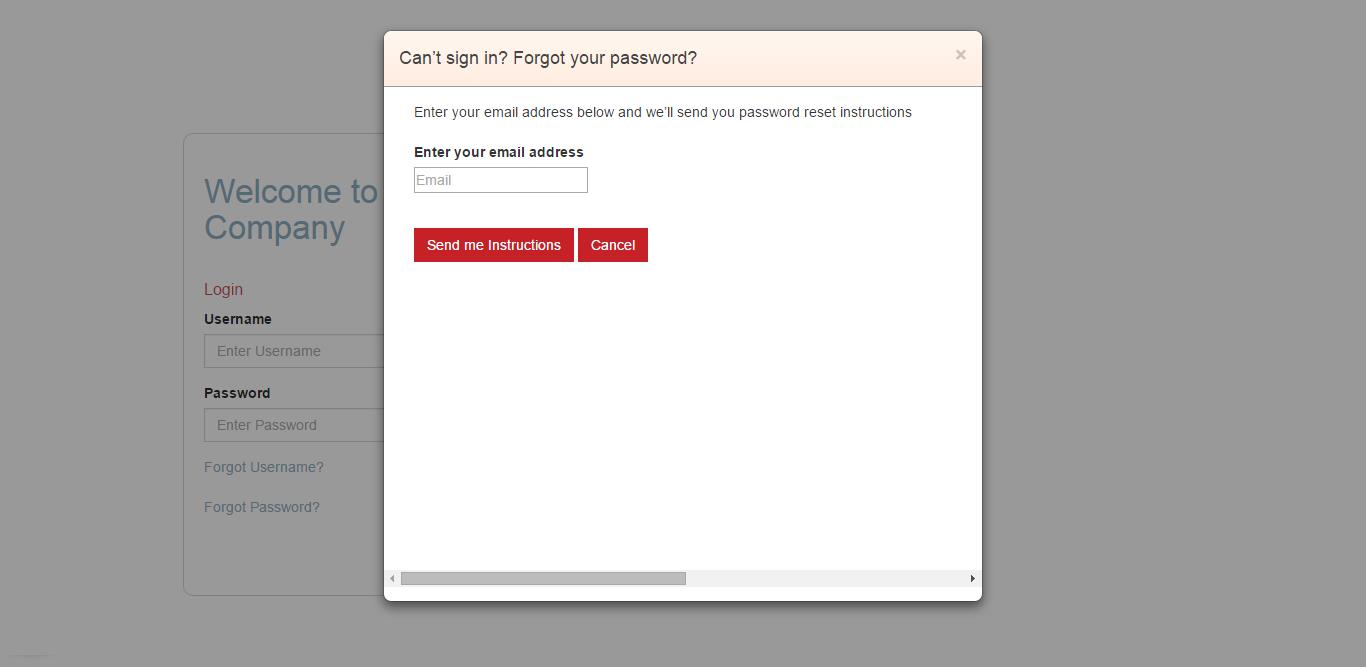 Can’t sign in? Forgot your password?
×
Enter your email address below and we’ll send you password reset instructions
Enter your email address
Email
Send me Instructions Cancel
Welcome to
Company
Login
Username
Enter Username
Password
Enter Password
Forgot Username?
Forgot Password?